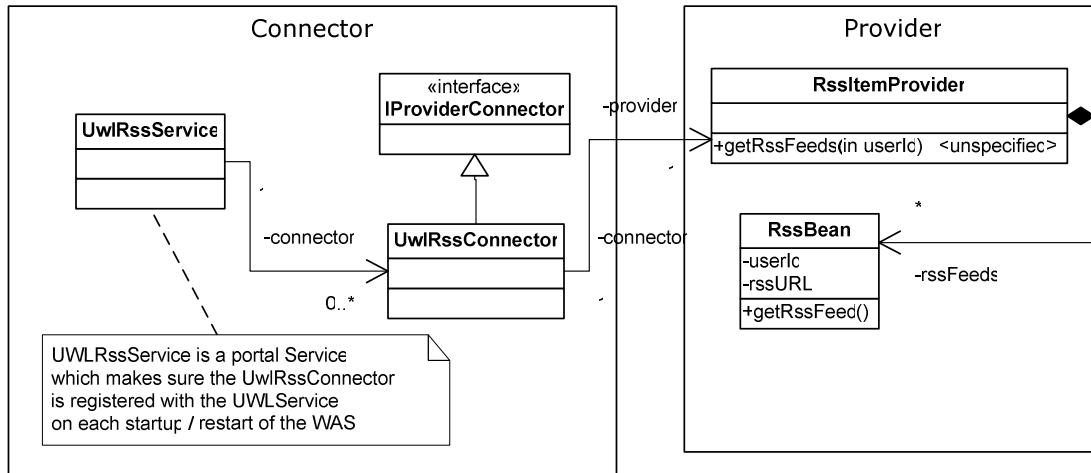 Connector
Provider
«interface»
IProviderConnector
-provider
RssItemProvider
+getRssFeeds(in userId) <unspecified>
UwlRssService
-connector
UwlRssConnector
-connector
0..*
*
RssBean
-userId
-rssURL
+getRssFeed()
-rssFeeds
UWLRssService is a portal Service
which makes sure the UwlRssConnector
is registered with the UWLService
on each startup / restart of the WAS